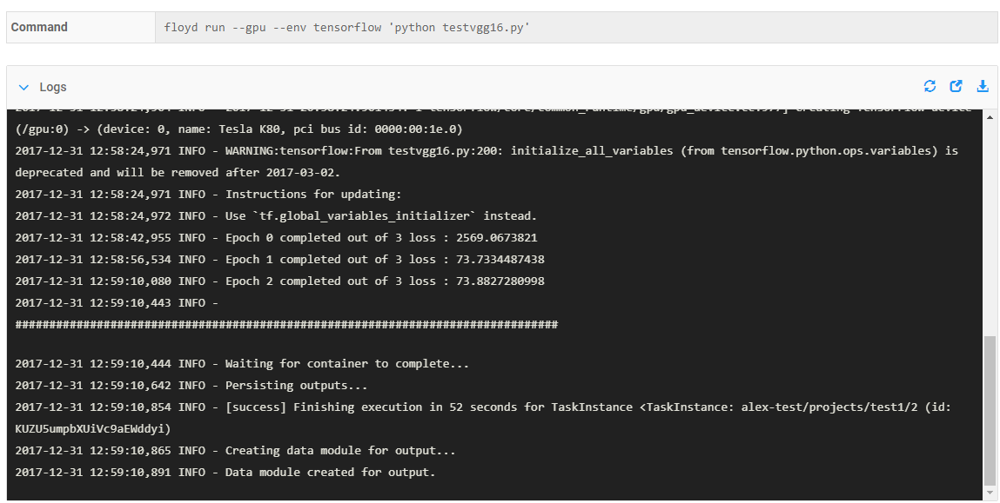 Command
floyd run --gpu --env tensorflow 'python testvgg16.py'
Logs
(/gpu:0) -> (device: 0, name: Tesla K80, pci bus id: 0000:00:1e.0)
2017-12-31 12:58:24,971 INFO - WARNING:tensorflow:From testvgg16.py:200: initialize_all_variables (from tensorflow.python.ops.variables) is
deprecated and will be removed after 2017-03-02.
2017-12-31 12:58:24,971 INFO - Instructions for updating:
2017-12-31 12:58:24,972 INFO - Use `tf.global_variables_initializer` instead.
2017-12-31 12:58:42,955 INFO - Epoch 0 completed out of 3 loss : 2569.0673821
2017-12-31 12:58:56,534 INFO - Epoch 1 completed out of 3 loss : 73.7334487438
2017-12-31 12:59:10,080 INFO - Epoch 2 completed out of 3 loss : 73.8827280998
2017-12-31 12:59:10,443 INFO -
################################################################################
2017-12-31 12:59:10,444 INFO - Waiting for container to complete...
2017-12-31 12:59:10,642 INFO - Persisting outputs...
2017-12-31 12:59:10,854 INFO - [success] Finishing execution in 52 seconds for TaskInstance <TaskInstance: alex-test/projects/test1/2 (id:
KUZU5umpbXUiVc9aEWddyi)
2017-12-31 12:59:10,865 INFO - Creating data module for output...
2017-12-31 12:59:10,891 INFO - Data module created for output.